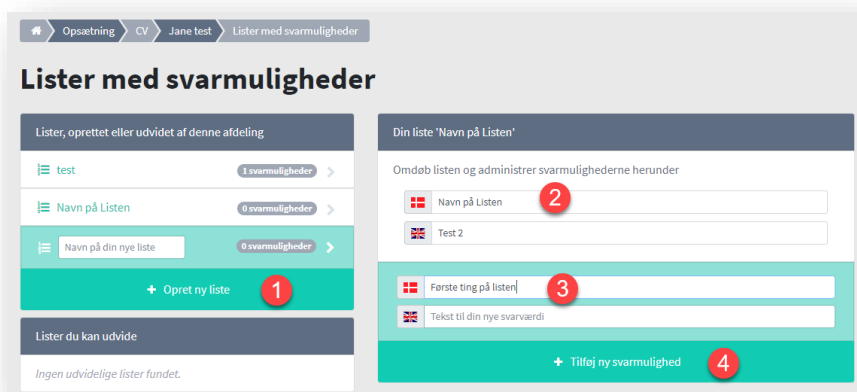 Opsætning CV Jane test Lister med svarmuligheder
Lister med svarmuligheder
Lister, oprettet eller udvidet af denne afdeling
test 1 svarmuligheder
Navn på Listen 0 svarmuligheder
Navn på din nye liste 0 svarmuligheder
+ Opret ny liste 1
Lister du kan udvide
Ingen udvidelige lister fundet.
Din liste 'Navn på Listen'
Omdøb listen og administrer svarmulighederne herunder
Navn på Listen 2
Test 2
Første ting på listen 3
Tekst til din nye svarværdi
+ Tilføj ny svarmulighed 4